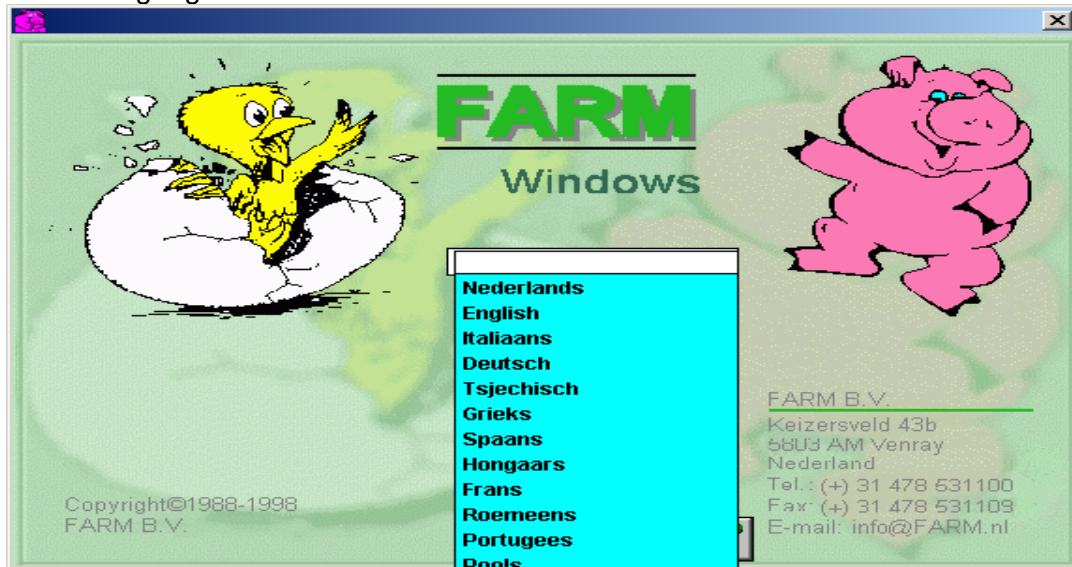 FARM
Windows
Nederlands
English
Italiaans
Deutsch
Tsjechisch
Grieks
Spaans
Hongaars
Frans
Roemeens
Portugees
Pools
FARM B.V.
Keizersveld 43b
5803 AM Venray
Nederland
Tel.: (+) 31 478 531100
Fax: (+) 31 478 531109
E-mail: info@FARM.nl
Copyright©1988-1998
FARM B.V.